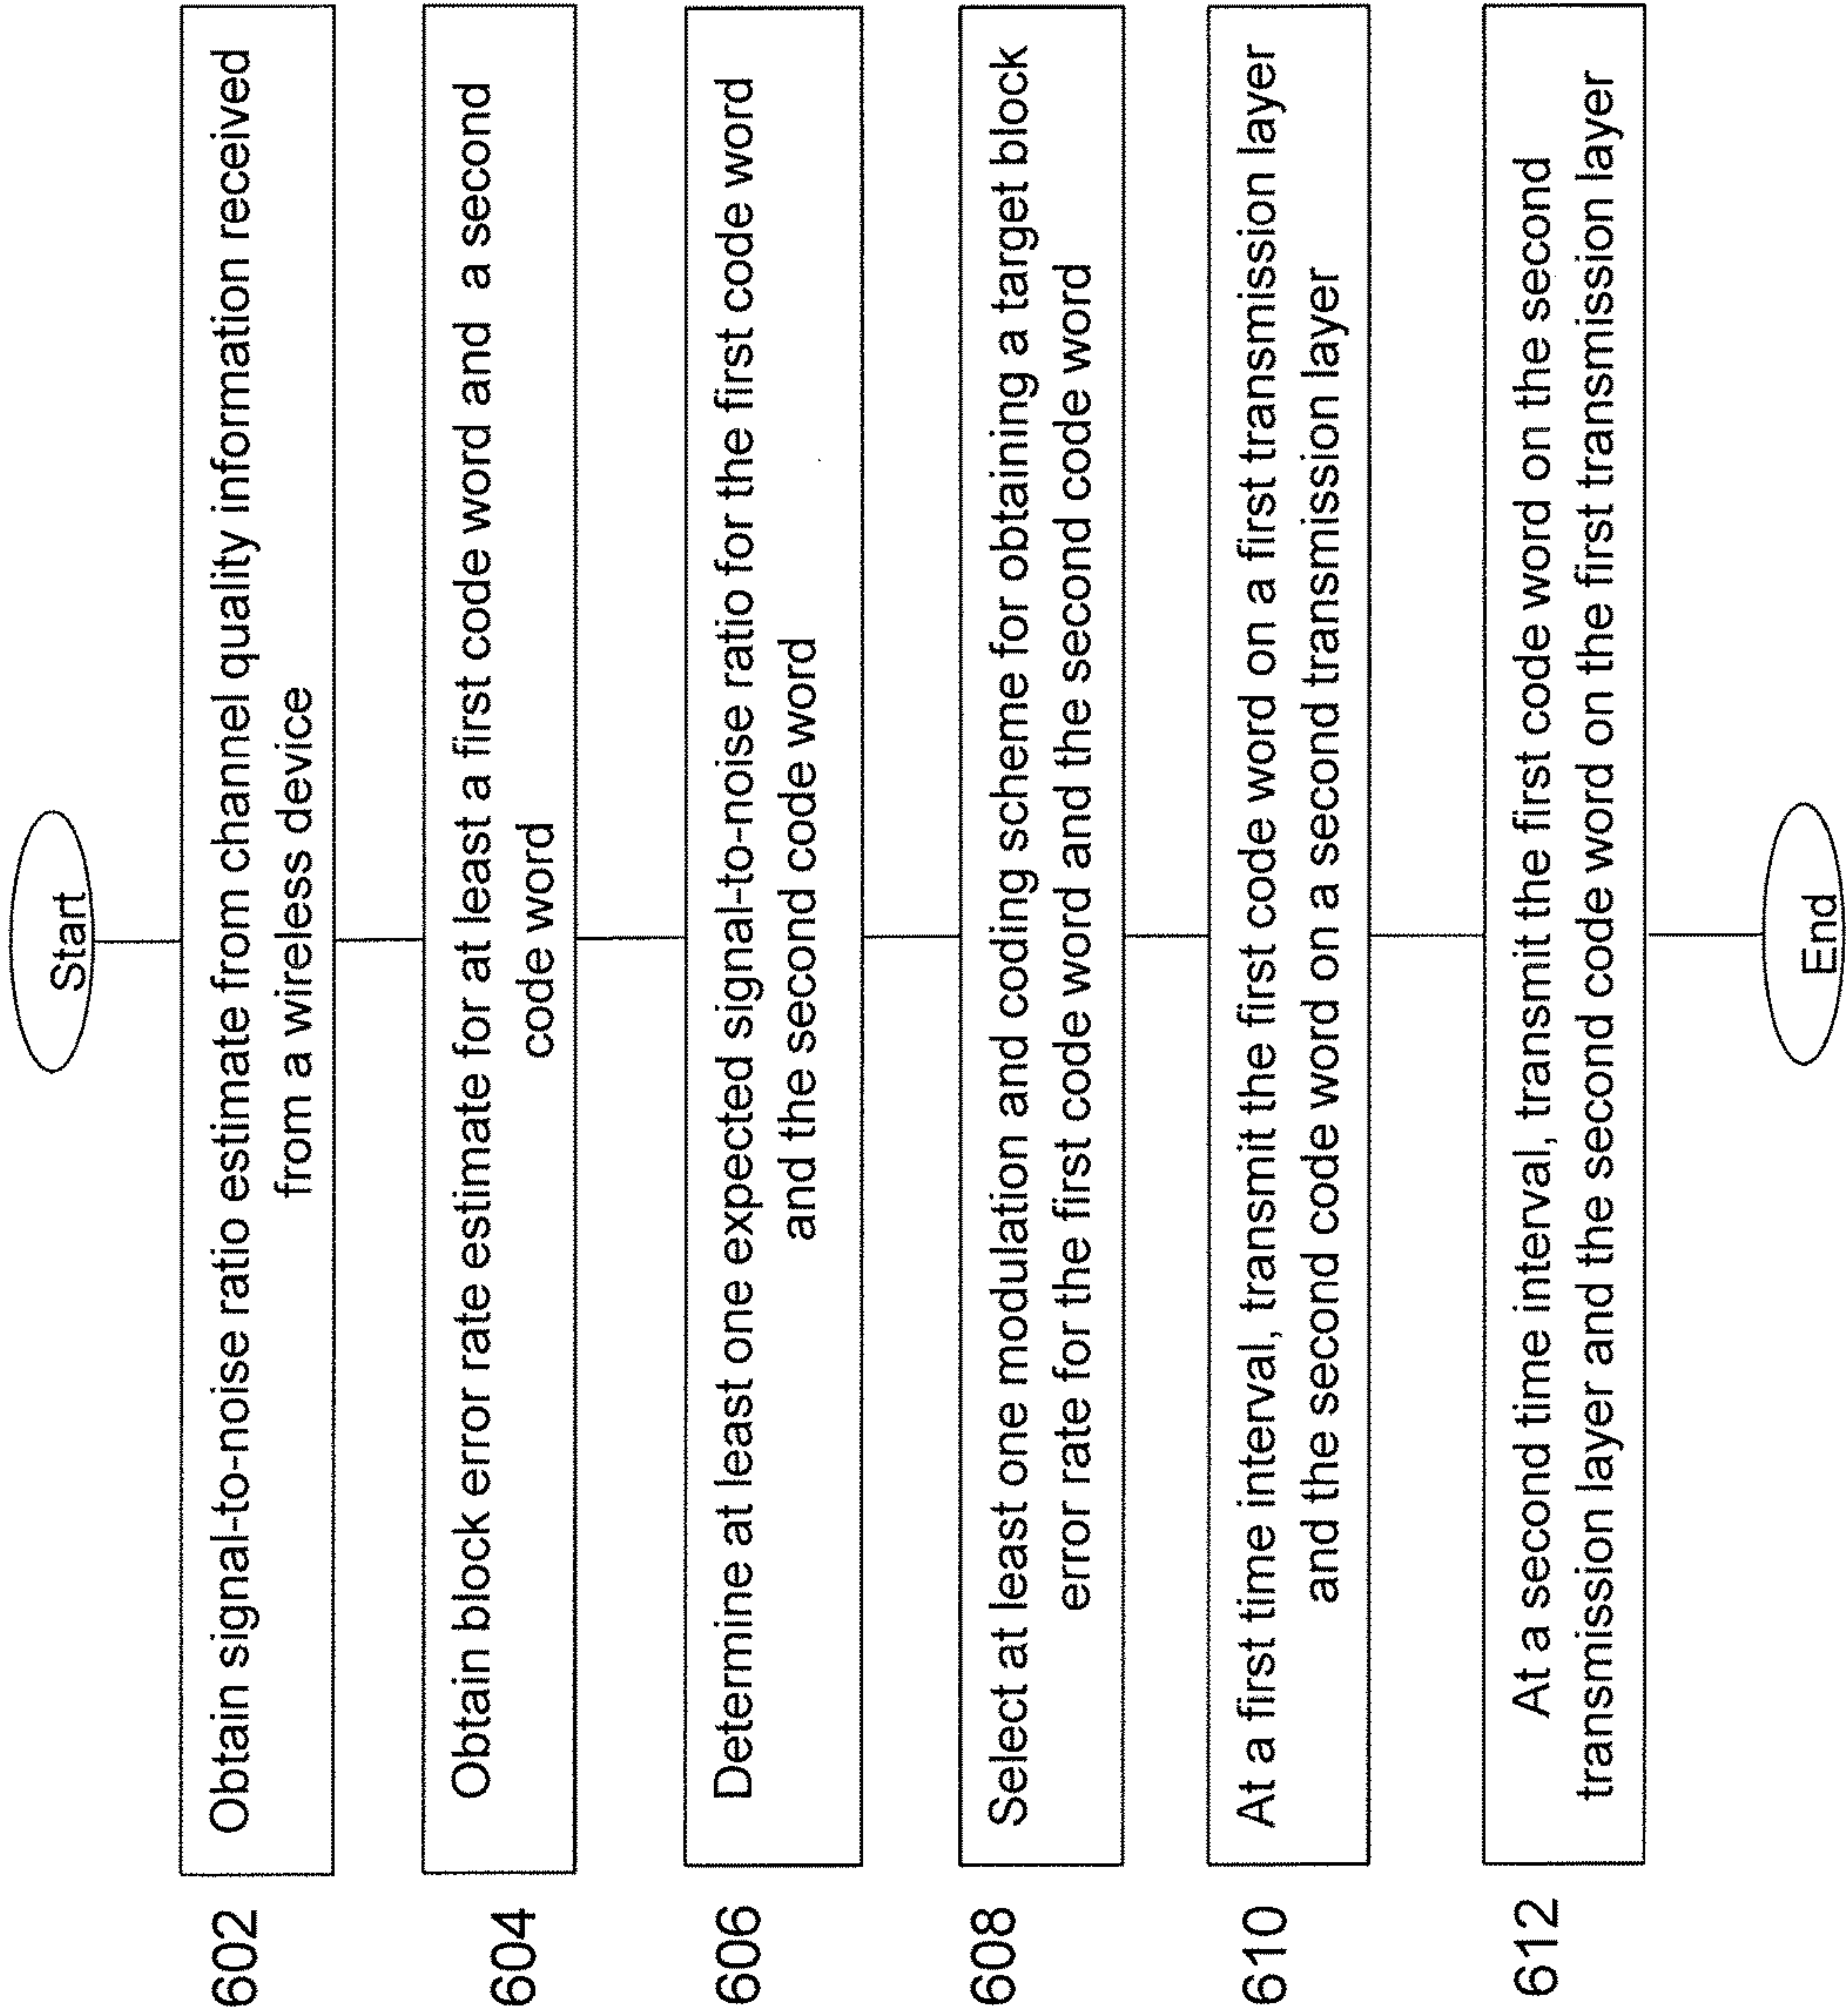 Start
602
Obtain signal-to-noise ratio estimate from channel quality information received
from a wireless device
604
Obtain block error rate estimate for at least a first code word and a second
code word
606
Determine at least one expected signal-to-noise ratio for the first code word
and the second code word
608
Select at least one modulation and coding scheme for obtaining a target block
error rate for the first code word and the second code word
610
At a first time interval, transmit the first code word on a first transmission layer
and the second code word on a second transmission layer
612
At a second time interval, transmit the first code word on the second
transmission layer and the second code word on the first transmission layer
End